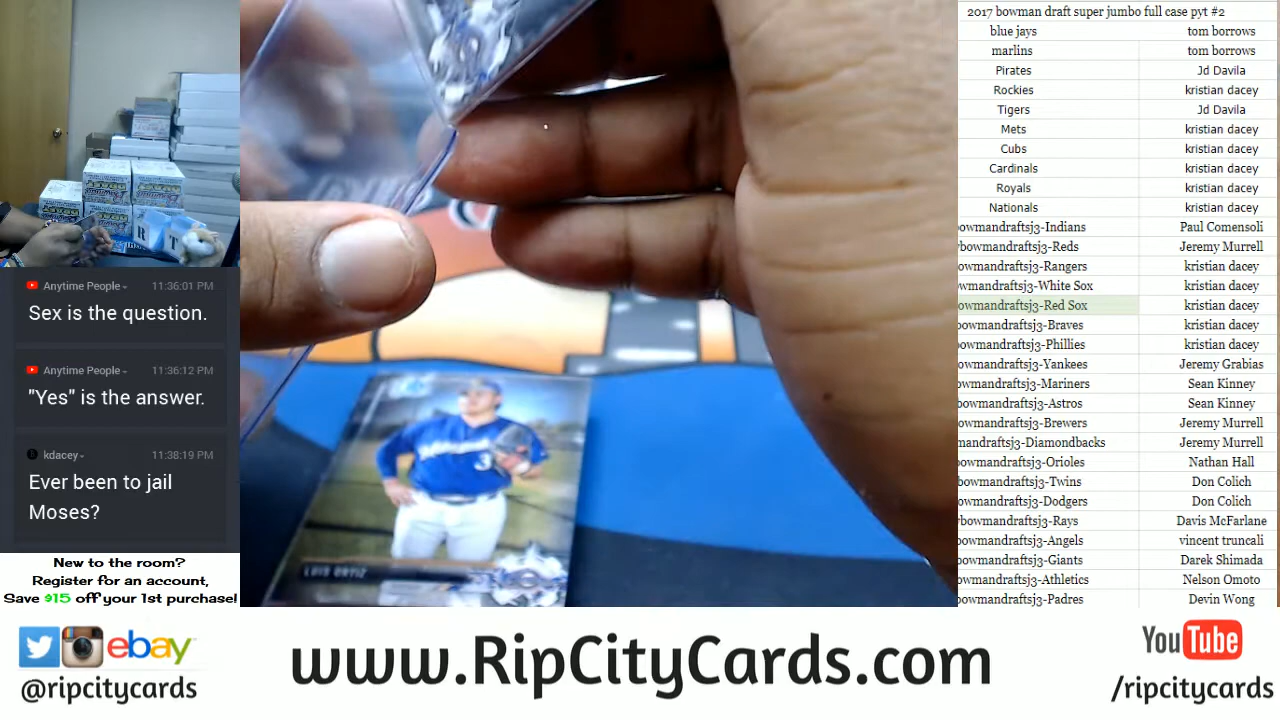 Anytime People 11:36:01 PM
Sex is the question.
Anytime People 11:36:12 PM
"Yes" is the answer.
kdacey 11:38:19 PM
Ever been to jail
Moses?
New to the room?
Register for an account,
Save $15 off your 1st purchase!
R T
LUIS ORTIZ
3
2017 bowman draft super jumbo full case pyt #2
blue jays tom borrows
marlins tom borrows
Pirates Jd Davila
Rockies kristian dacey
Tigers Jd Davila
Mets kristian dacey
Cubs kristian dacey
Cardinals kristian dacey
Royals kristian dacey
Nationals kristian dacey
owmandraftsj3-Indians Paul Comensoli
bowmandraftsj3-Reds Jeremy Murrell
owmandraftsj3-Rangers kristian dacey
wmandraftsj3-White Sox kristian dacey
owmandraftsj3-Red Sox kristian dacey
owmandraftsj3-Braves kristian dacey
owmandraftsj3-Phillies kristian dacey
owmandraftsj3-Yankees Jeremy Grabias
owmandraftsj3-Mariners Sean Kinney
owmandraftsj3-Astros Sean Kinney
owmandraftsj3-Brewers Jeremy Murrell
mandraftsj3-Diamondbacks Jeremy Murrell
owmandraftsj3-Orioles Nathan Hall
owmandraftsj3-Twins Don Colich
owmandraftsj3-Dodgers Don Colich
bowmandraftsj3-Rays Davis McFarlane
owmandraftsj3-Angels vincent truncali
owmandraftsj3-Giants Darek Shimada
owmandraftsj3-Athletics Nelson Omoto
owmandraftsj3-Padres Devin Wong
ebay
@ripcitycards
www.RipCityCards.com
YouTube
/ripcitycards